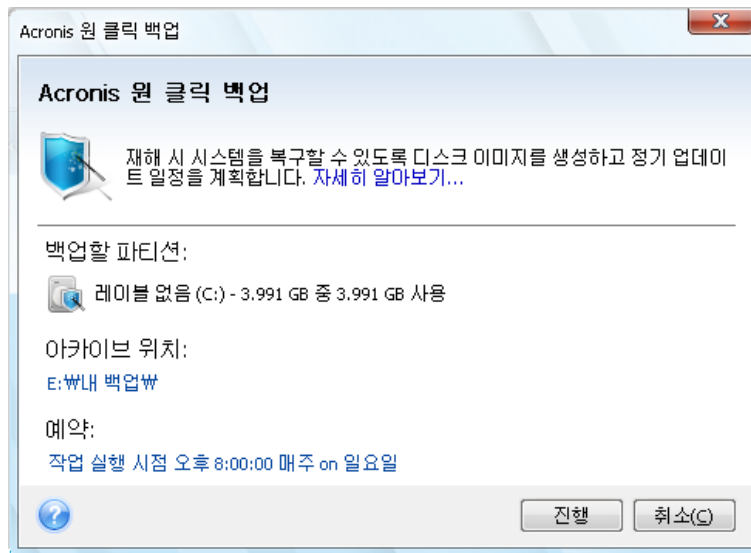 Acronis 원 클릭 백업
Acronis 원 클릭 백업
재해 시 시스템을 복구할 수 있도록 디스크 이미지를 생성하고 정기 업데이
트 일정을 계획합니다. 자세히 알아보기...
백업할 파티션:
레이블 없음 (C:) - 3.991 GB 중 3.991 GB 사용
아카이브 위치:
E:₩내 백업₩
예약:
작업 실행 시점 오후 8:00:00 매주 on 일요일
진행
취소(C)